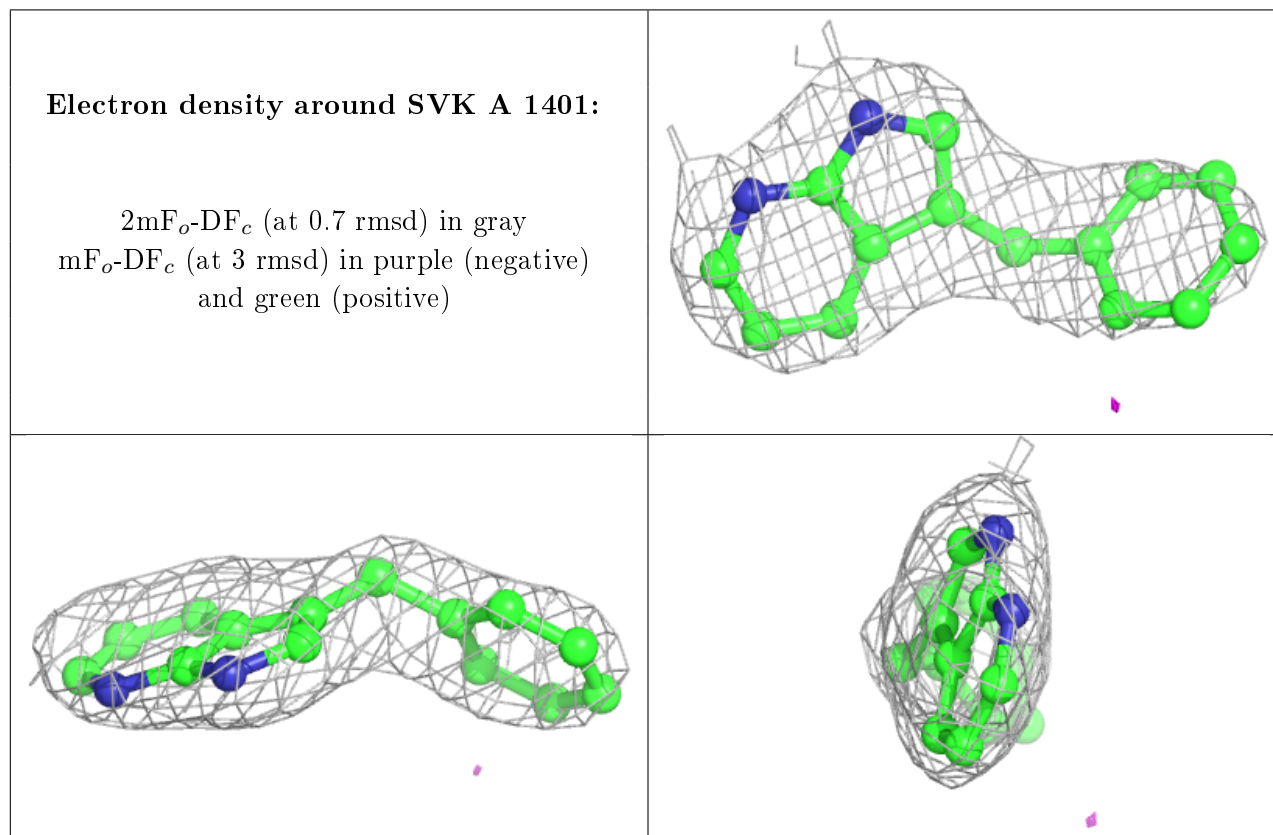 Electron density around SVK A 1401:
2mFo-DFc (at 0.7 rmsd) in gray
mFo-DFc (at 3 rmsd) in purple (negative)
and green (positive)